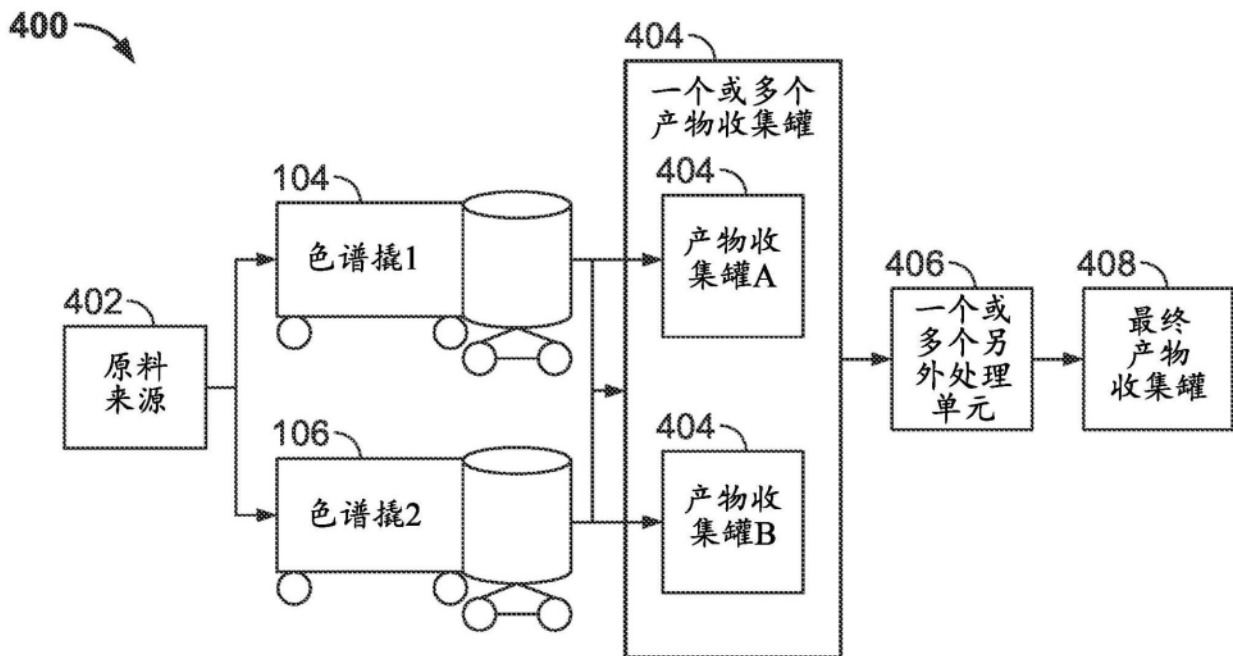 400
404
一个或多个
产物收集罐
104
色谱撬1
404
产物收
集罐A
402
原料
来源
406
一个或
多个另
外处理
单元
408
最终
产物
收集罐
106
色谱撬2
404
产物收
集罐B